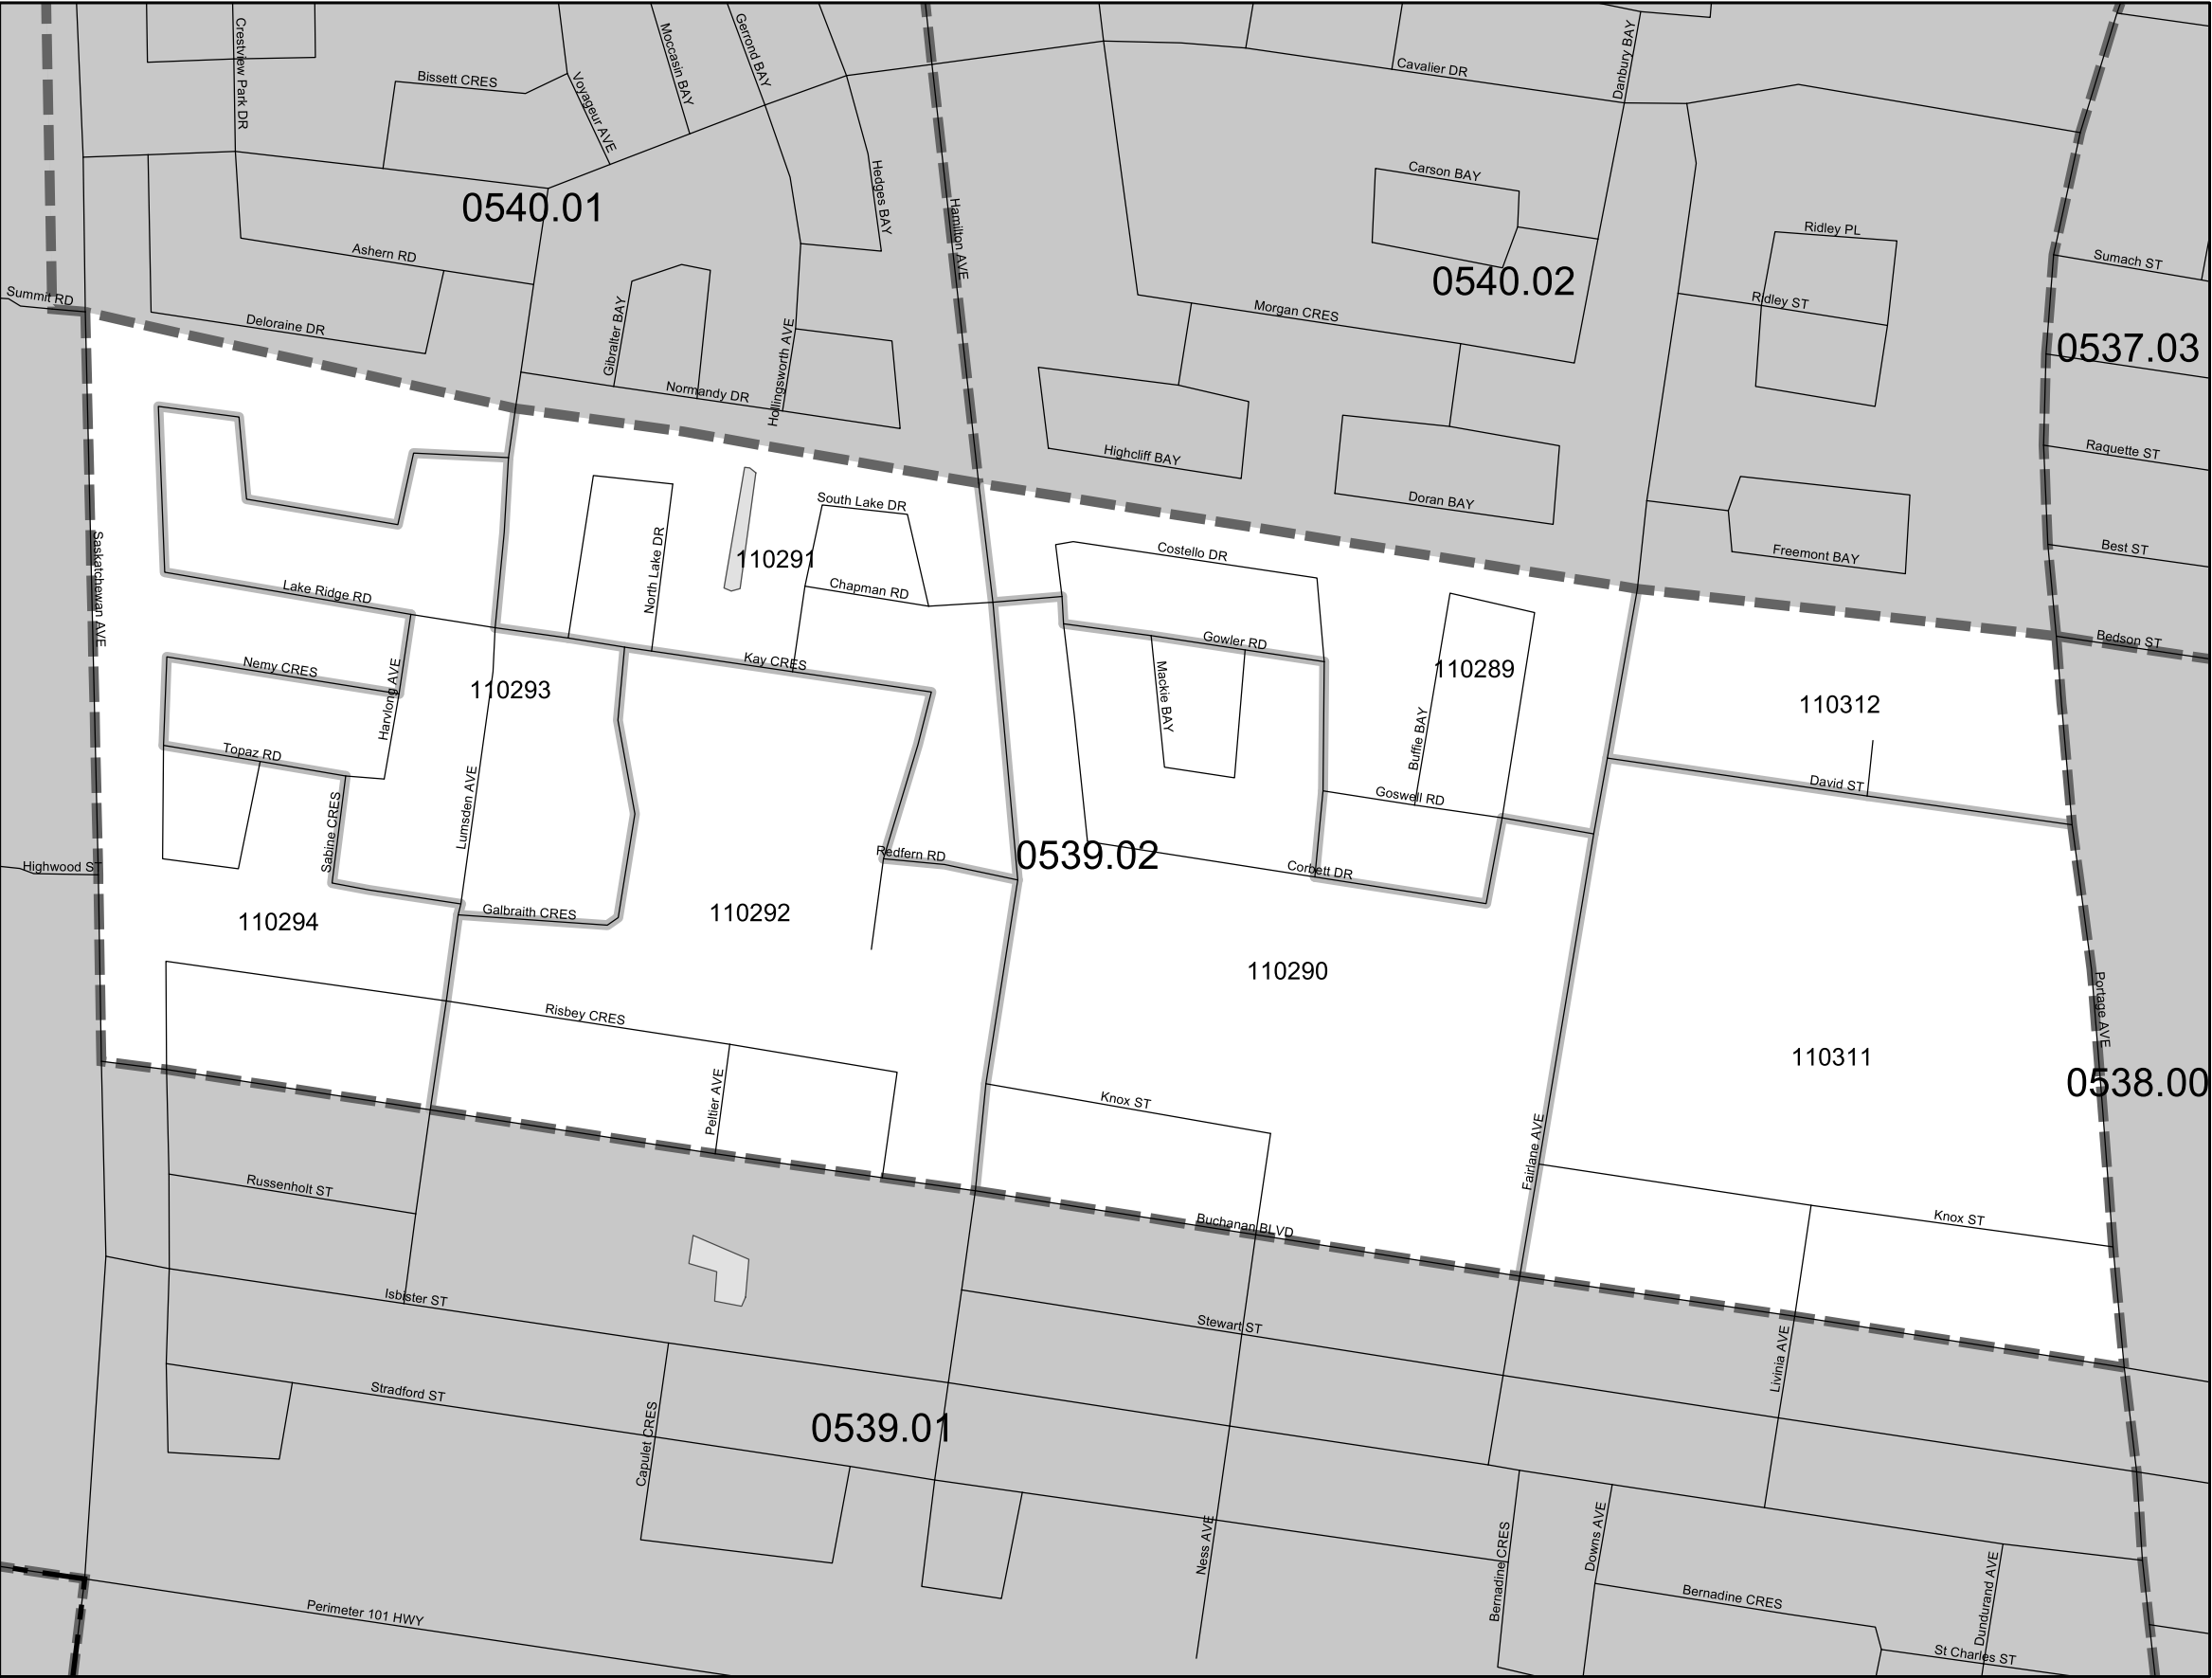 Crestview Park DR
Bissett CRES
Voyageur AVE
Moccasin BAY
Gerrond BAY
Hedges BAY
Hamilton AVE
Cavalier DR
Danbury BAY
Carson BAY
0540.01
Ashern RD
Summit RD
Deloraine DR
Gibralter BAY
Hollingsworth AVE
Normandy DR
0540.02
Morgan CRES
Ridley PL
Ridley ST
Sumach ST
0537.03
Highcliff BAY
Doran BAY
Raquette ST
Freemont BAY
Best ST
Saskatchewan AVE
Lake Ridge RD
North Lake DR
110291
South Lake DR
Chapman RD
Costello DR
Gowler RD
Bedson ST
Nemy CRES
Harvlong AVE
110293
Kay CRES
Mackie BAY
110289
Buffie BAY
110312
Topaz RD
Sabine CRES
Lumsden AVE
Goswell RD
David ST
Highwood ST
Redfern RD
0539.02
Corbett DR
110294
Galbraith CRES
110292
110290
Portage AVE
Risbey CRES
110311
0538.00
Peltier AVE
Knox ST
Fairlane AVE
Russenholt ST
Buchanan BLVD
Knox ST
Isbister ST
Stewart ST
Livinia AVE
Stradford ST
Capulet CRES
0539.01
Ness AVE
Bernadine CRES
Downs AVE
Bernadine CRES
Dundurand AVE
Perimeter 101 HWY
St Charles ST